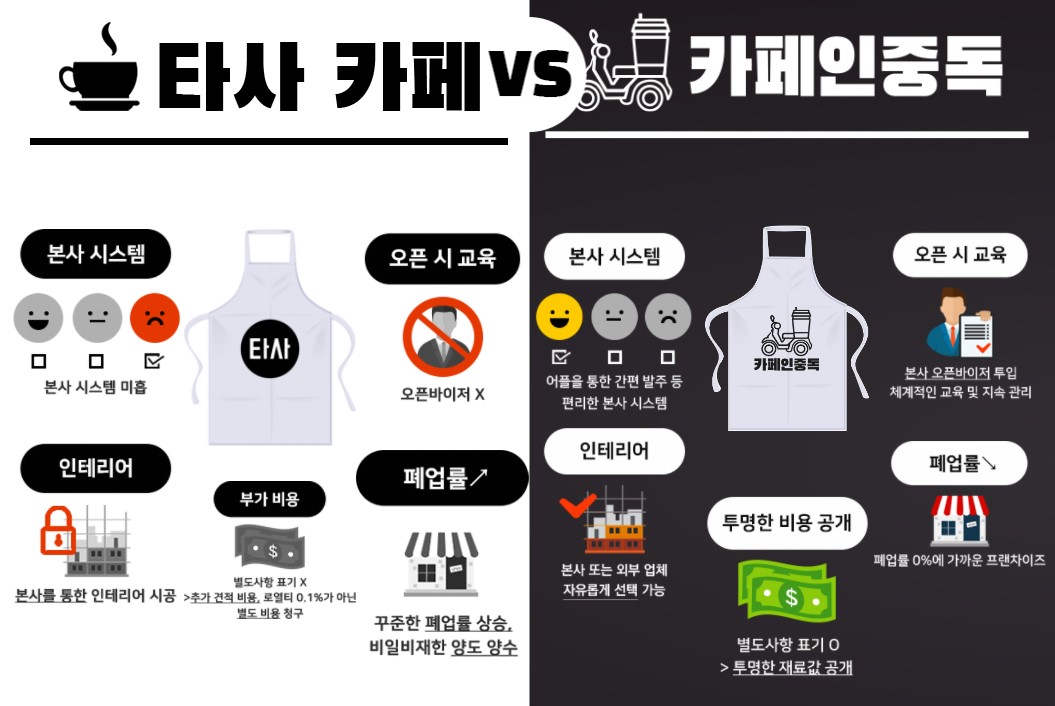 타사 카페
VS
카페인중독
본사 시스템
본사 시스템 미흡
오픈 시 교육
오픈바이저 X
타사
인테리어
본사를 통한 인테리어 시공
부가 비용
별도사항 표기 X
>추가 견적 비용, 로열티 0.1%가 아닌
별도 비용 청구
폐업률↗
꾸준한 폐업률 상승,
비일비재한 양도 양수
본사 시스템
어플을 통한 간편 발주 등
편리한 본사 시스템
오픈 시 교육
본사 오픈바이저 투입
체계적인 교육 및 지속 관리
카페인중독
인테리어
본사 또는 외부 업체
자유롭게 선택 가능
투명한 비용 공개
$
별도사항 표기 O
> 투명한 재료값 공개
폐업률↘
폐업률 0%에 가까운 프랜차이즈